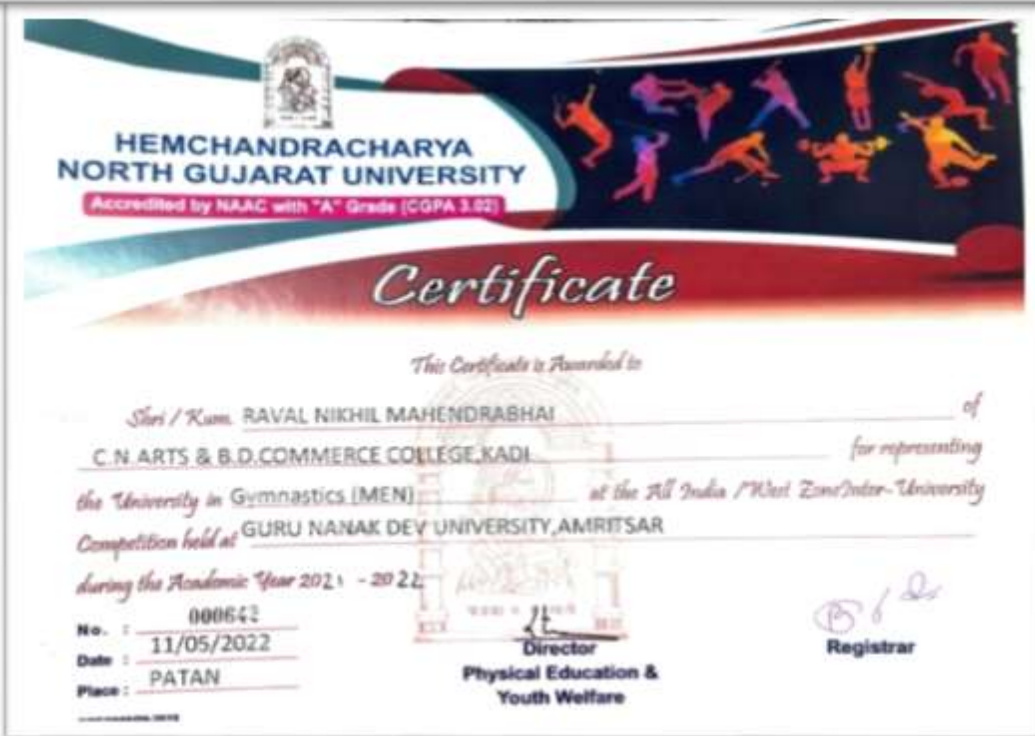 HEMCHANDRACHARYA
NORTH GUJARAT UNIVERSITY
Accredited by NAAC with "A" Grade (CGPA 3.02)
Certificate
This Certificate is Awarded to
Shri / Kum. RAVAL NIKHIL MAHENDRABHAI of
C.N.ARTS & B.D.COMMERCE COLLEGE,KADI for representing
the University in Gymnastics (MEN) at the All India / West Zone Inter-University
Competition held at GURU NANAK DEV UNIVERSITY,AMRITSAR
during the Academic Year 2021 - 2022
No. : 000642
Date : 11/05/2022
Place : PATAN
Director
Physical Education &
Youth Welfare
Registrar